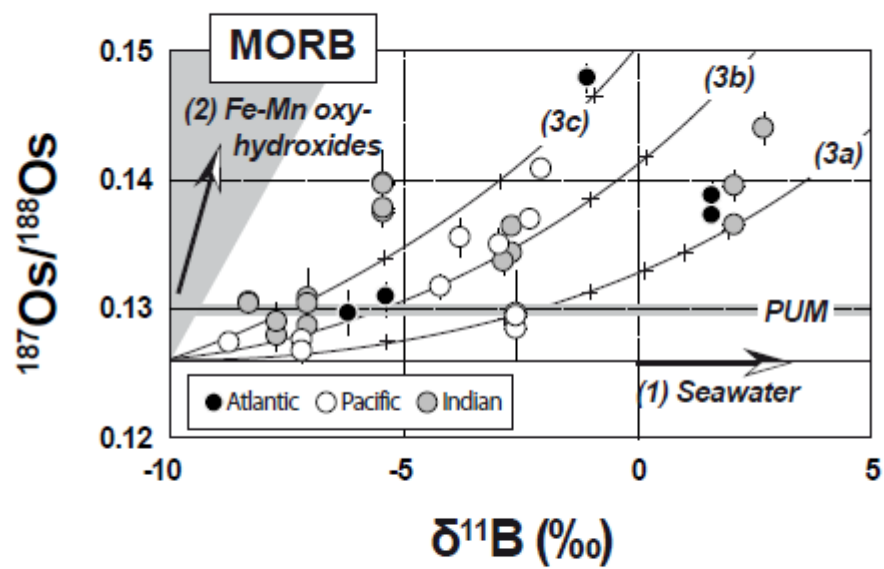 MORB
(2) Fe-Mn oxy-
hydroxides
(3c)
(3b)
(3a)
PUM
(1) Seawater
Atlantic Pacific Indian
0.15
0.14
0.13
0.12
-10 -5 0 5
¹⁸⁷Os/¹⁸⁸Os
δ¹¹B (‰)